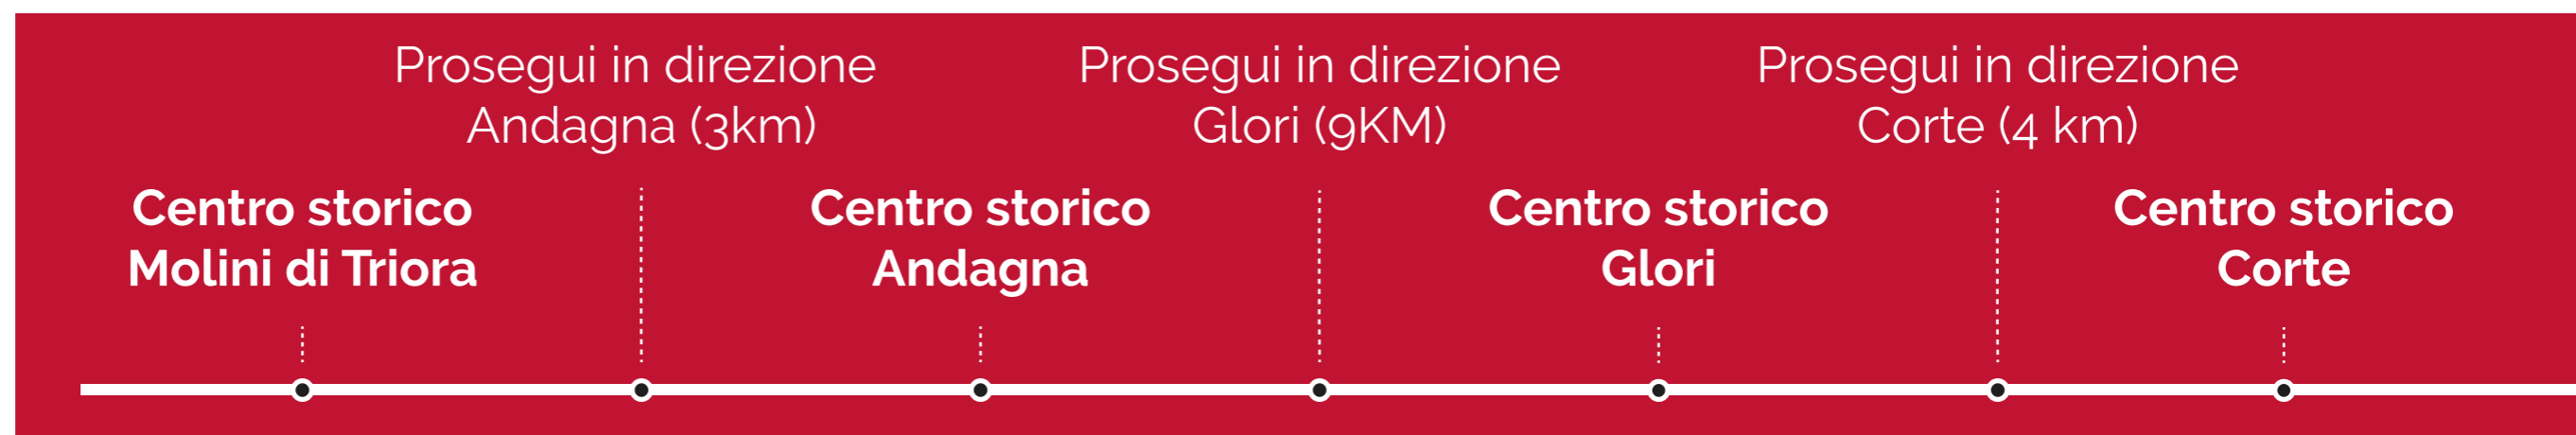 Prosegui in direzione
Andagna (3km)
Prosegui in direzione
Glori (9KM)
Prosegui in direzione
Corte (4 km)
Centro storico
Molini di Triora
Centro storico
Andagna
Centro storico
Glori
Centro storico
Corte